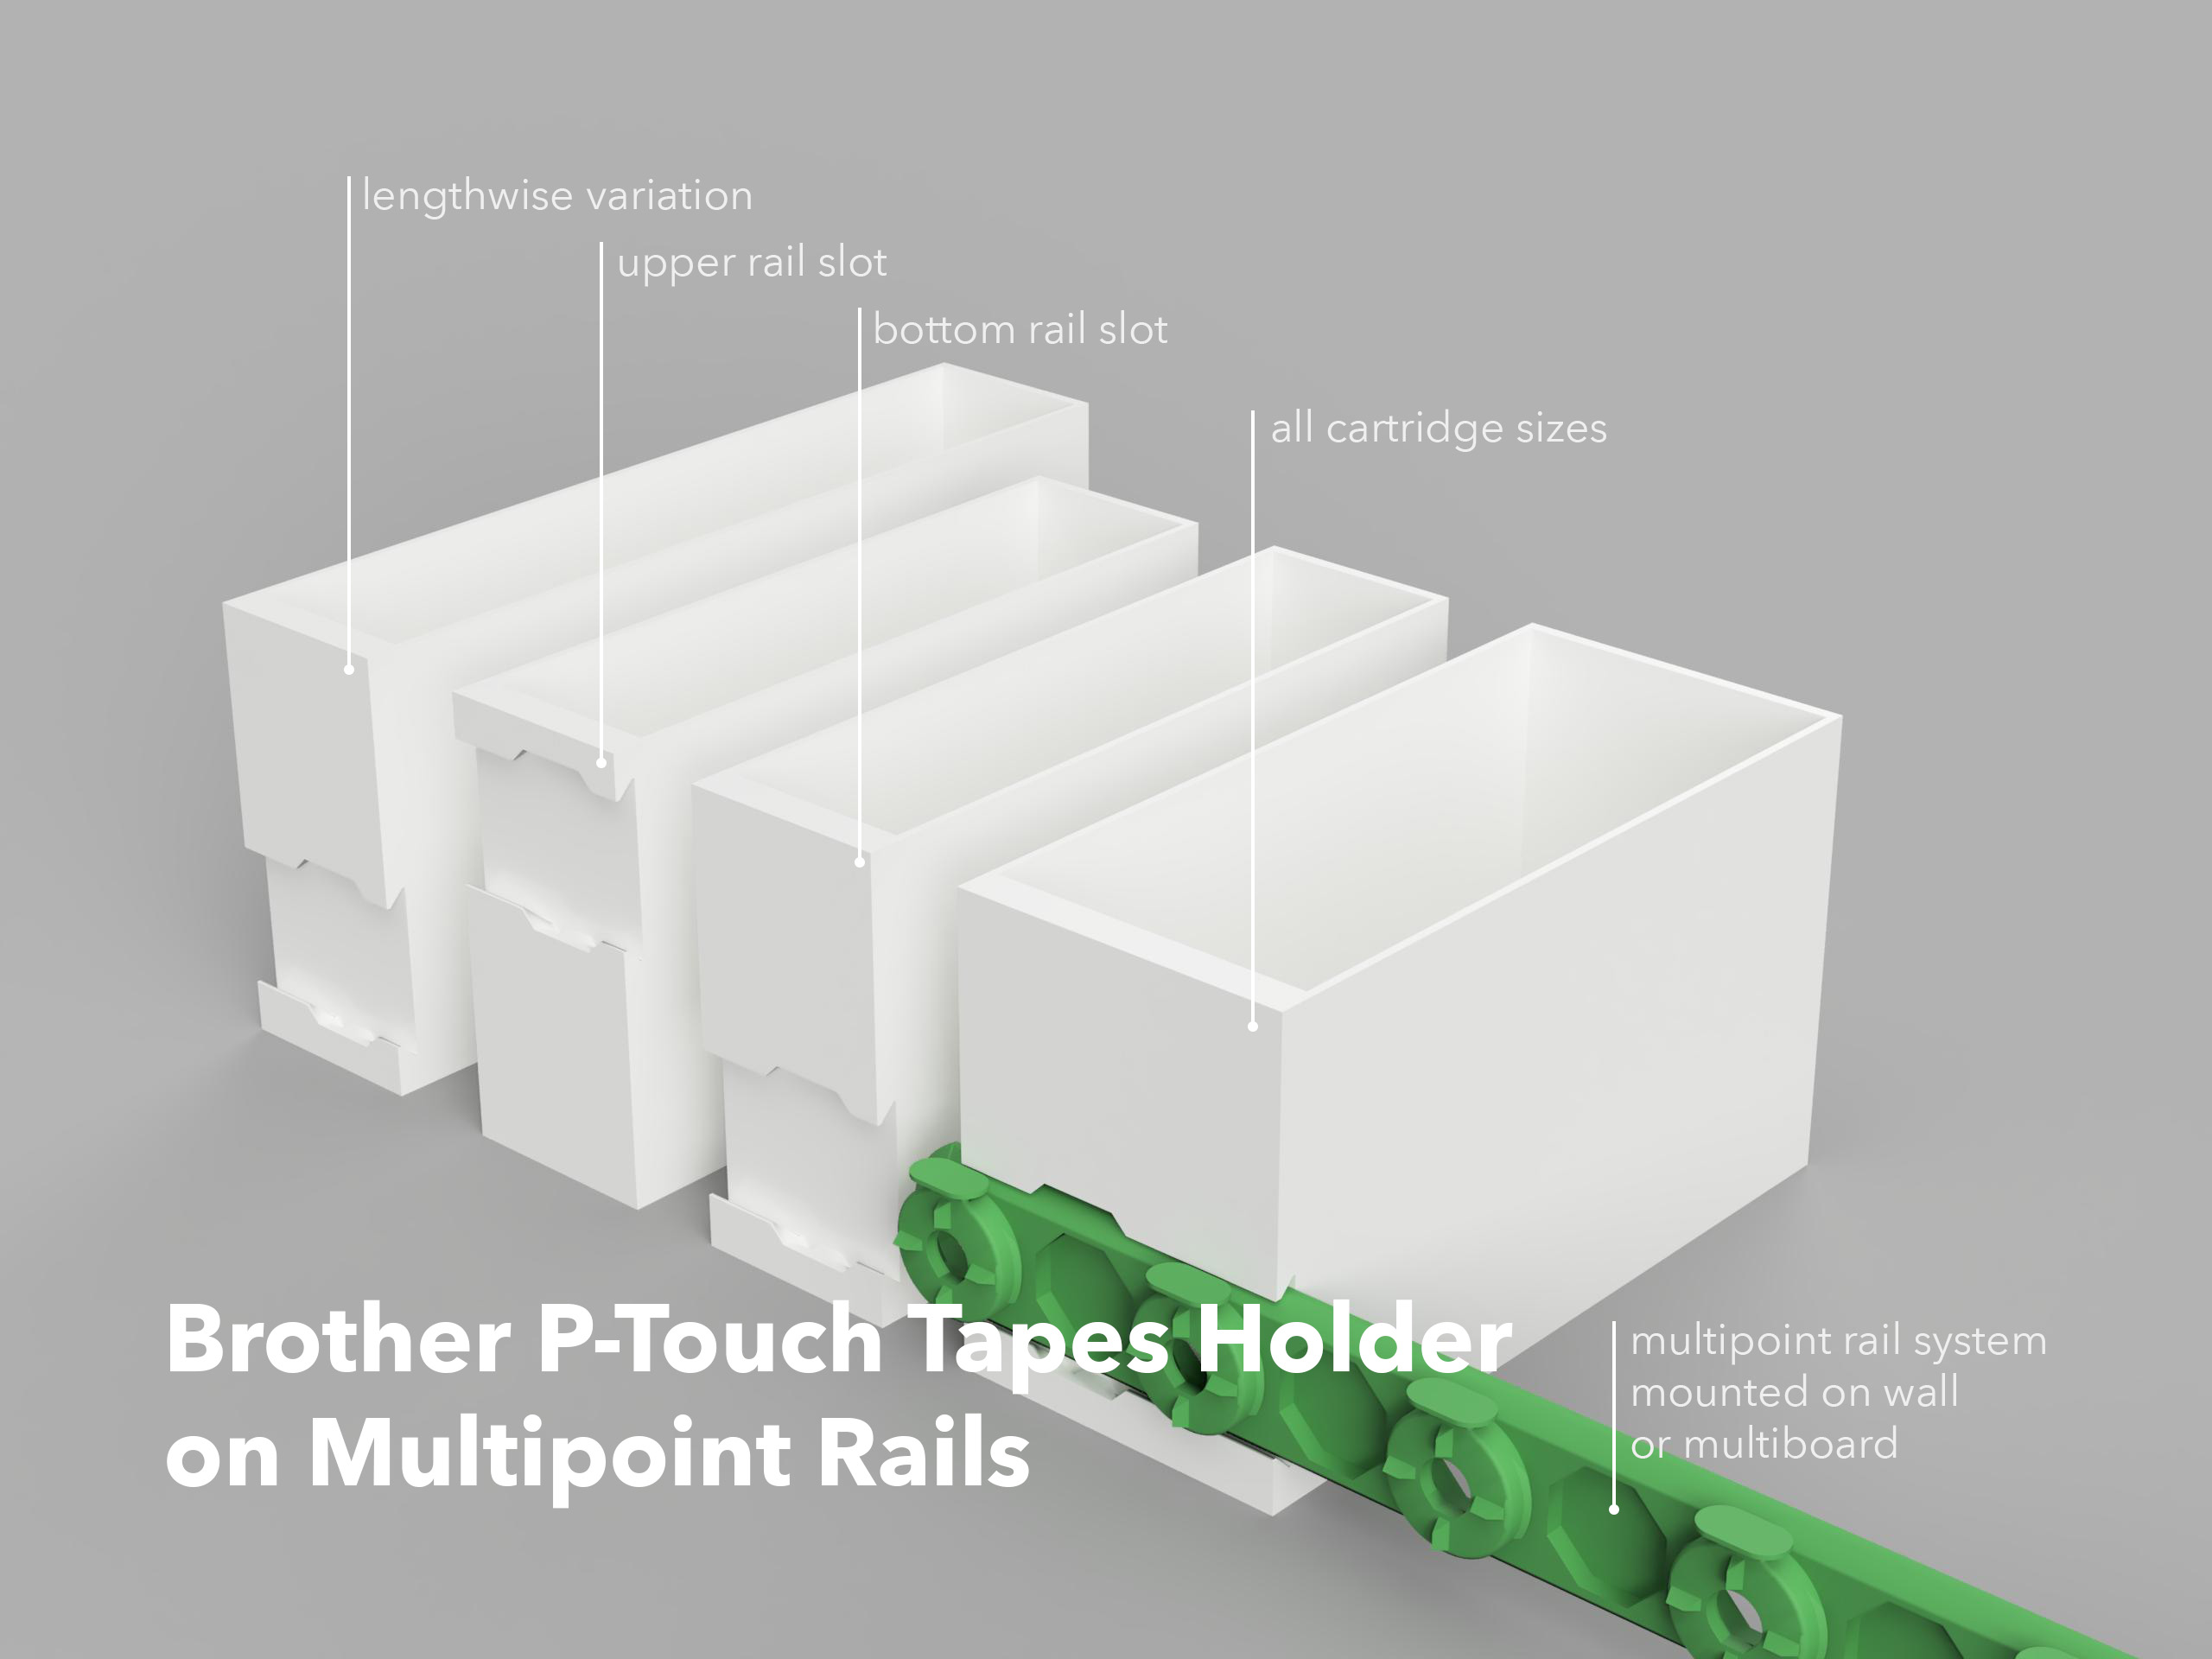 lengthwise variation
upper rail slot
bottom rail slot
all cartridge sizes
Brother P-Touch Tapes Holder
on Multipoint Rails
multipoint rail system
mounted on wall
or multiboard